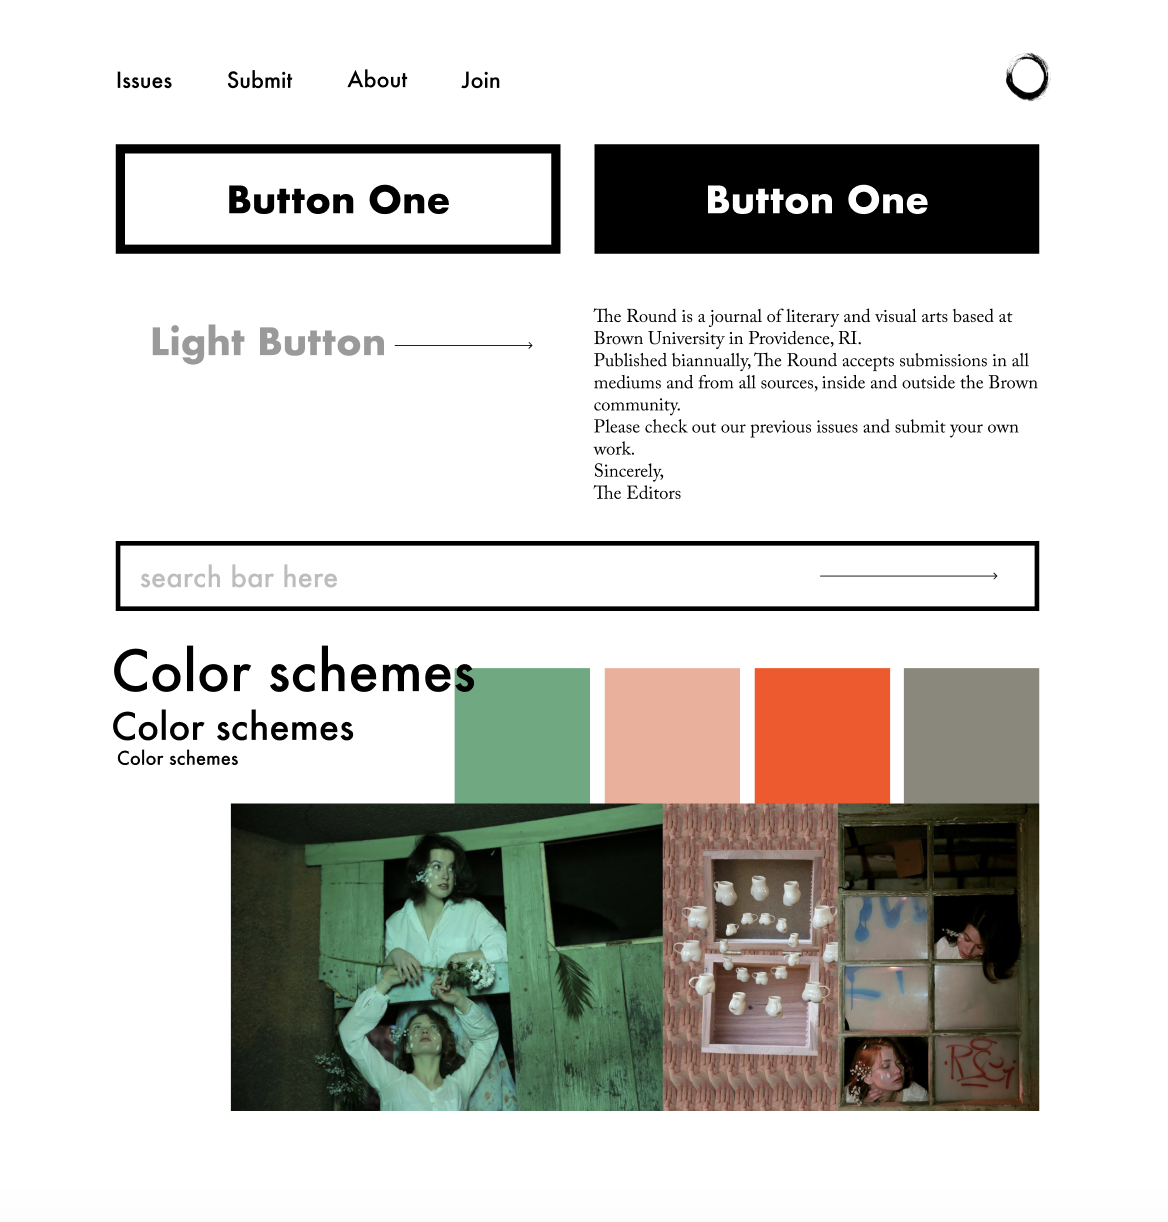 Issues Submit About Join
Button One Button One
Light Button
The Round is a journal of literary and visual arts based at
Brown University in Providence, RI.
Published biannually, The Round accepts submissions in all
mediums and from all sources, inside and outside the Brown
community.
Please check out our previous issues and submit your own
work.
Sincerely,
The Editors
search bar here
Color schemes
Color schemes
Color schemes